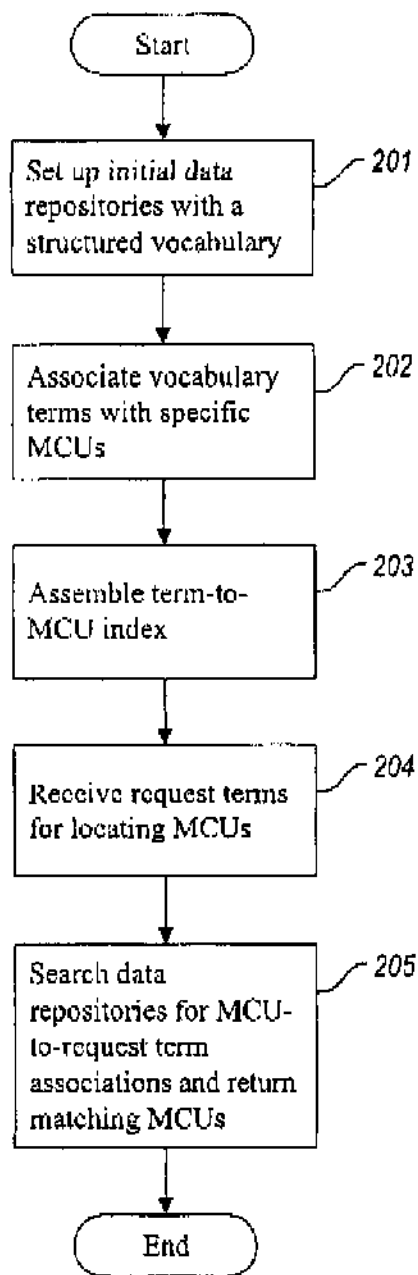 Start
Set up initial data
repositories with a
structured vocabulary
201
Associate vocabulary
terms with specific
MCUs
202
Assemble term-to-
MCU index
203
Receive request terms
for locating MCUs
204
Search data
repositories for MCU-
to-request term
associations and return
matching MCUs
205
End